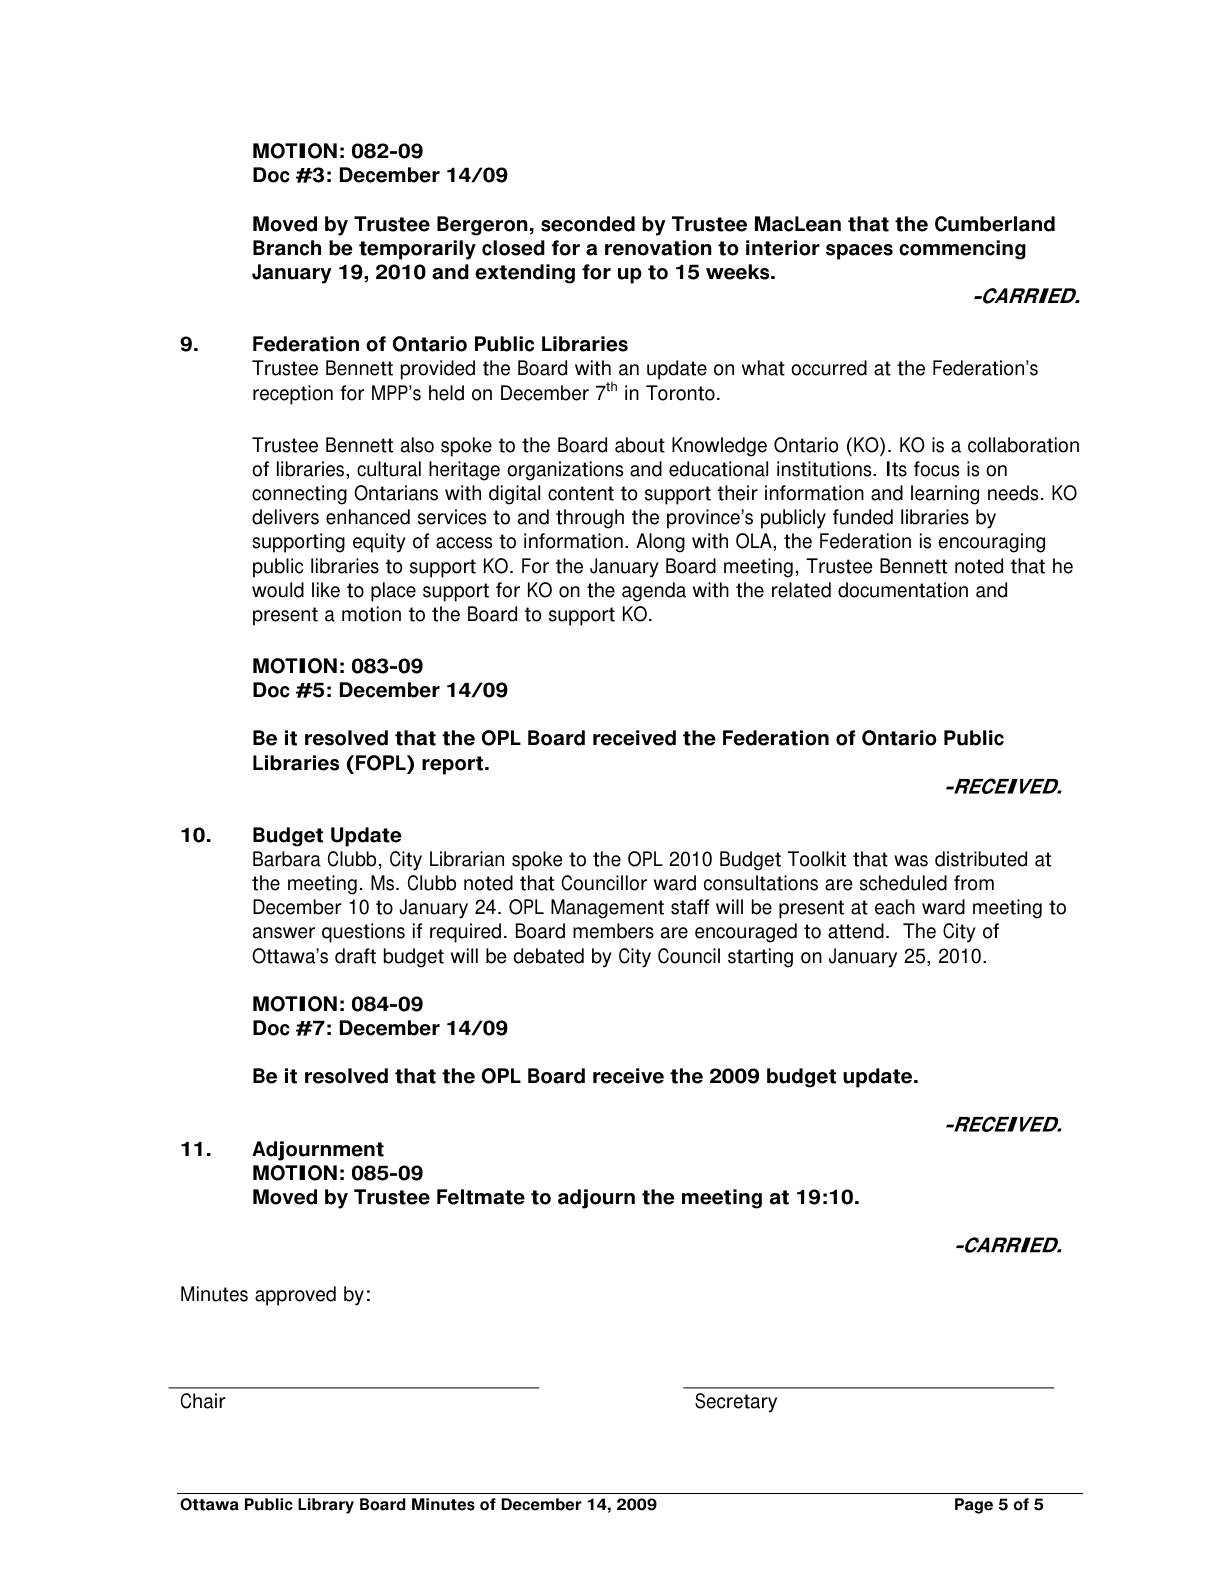 MOTION: 082-09
Doc #3: December 14/09
Moved by Trustee Bergeron, seconded by Trustee MacLean that the Cumberland
Branch be temporarily closed for a renovation to interior spaces commencing
January 19, 2010 and extending for up to 15 weeks.
-CARRIED.
9. Federation of Ontario Public Libraries
Trustee Bennett provided the Board with an update on what occurred at the Federation's
reception for MPP's held on December 7th in Toronto.
Trustee Bennett also spoke to the Board about Knowledge Ontario (KO). KO is a collaboration
of libraries, cultural heritage organizations and educational institutions. Its focus is on
connecting Ontarians with digital content to support their information and learning needs. KO
delivers enhanced services to and through the province's publicly funded libraries by
supporting equity of access to information. Along with OLA, the Federation is encouraging
public libraries to support KO. For the January Board meeting, Trustee Bennett noted that he
would like to place support for KO on the agenda with the related documentation and
present a motion to the Board to support KO.
MOTION: 083-09
Doc #5: December 14/09
Be it resolved that the OPL Board received the Federation of Ontario Public
Libraries (FOPL) report.
-RECEIVED.
10. Budget Update
Barbara Clubb, City Librarian spoke to the OPL 2010 Budget Toolkit that was distributed at
the meeting. Ms. Clubb noted that Councillor ward consultations are scheduled from
December 10 to January 24. OPL Management staff will be present at each ward meeting to
answer questions if required. Board members are encouraged to attend.  The City of
Ottawa's draft budget will be debated by City Council starting on January 25, 2010.
MOTION: 084-09
Doc #7: December 14/09
Be it resolved that the OPL Board receive the 2009 budget update.
-RECEIVED.
11. Adjournment
MOTION: 085-09
Moved by Trustee Feltmate to adjourn the meeting at 19:10.
-CARRIED.
Minutes approved by:
Chair Secretary
Ottawa Public Library Board Minutes of December 14, 2009 Page 5 of 5